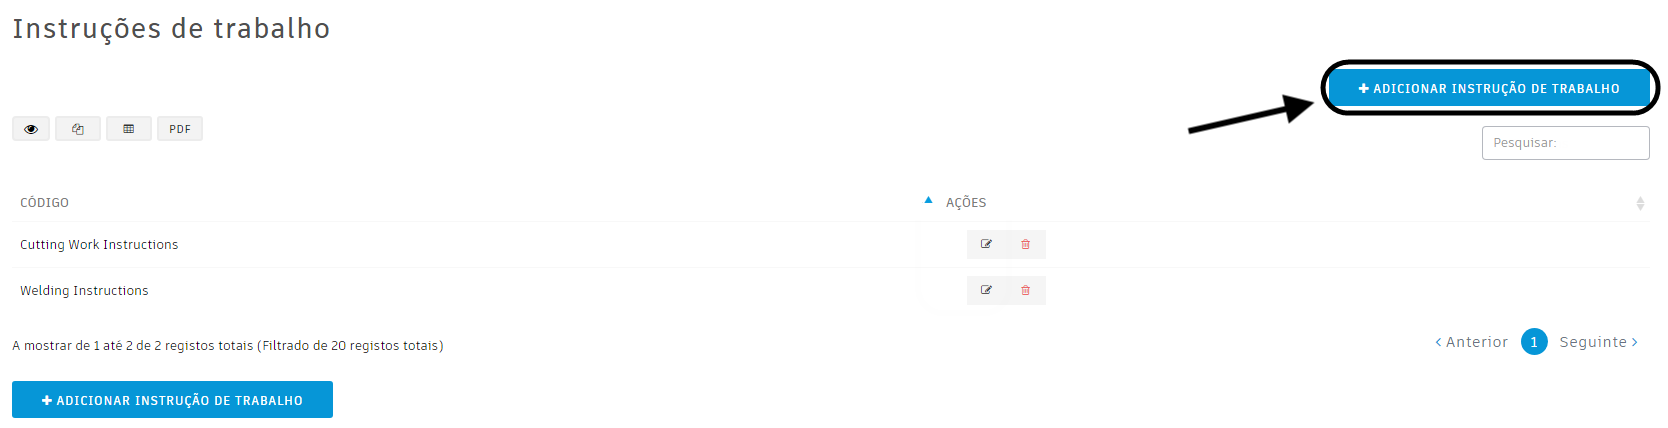 Instruções de trabalho
ADICIONAR INSTRUÇÃO DE TRABALHO
PDF
Pesquisar:
CÓDIGO AÇÕES
Cutting Work Instructions
Welding Instructions
A mostrar de 1 até 2 de 2 registos totais (Filtrado de 20 registos totais)
Anterior 1 Seguinte
ADICIONAR INSTRUÇÃO DE TRABALHO